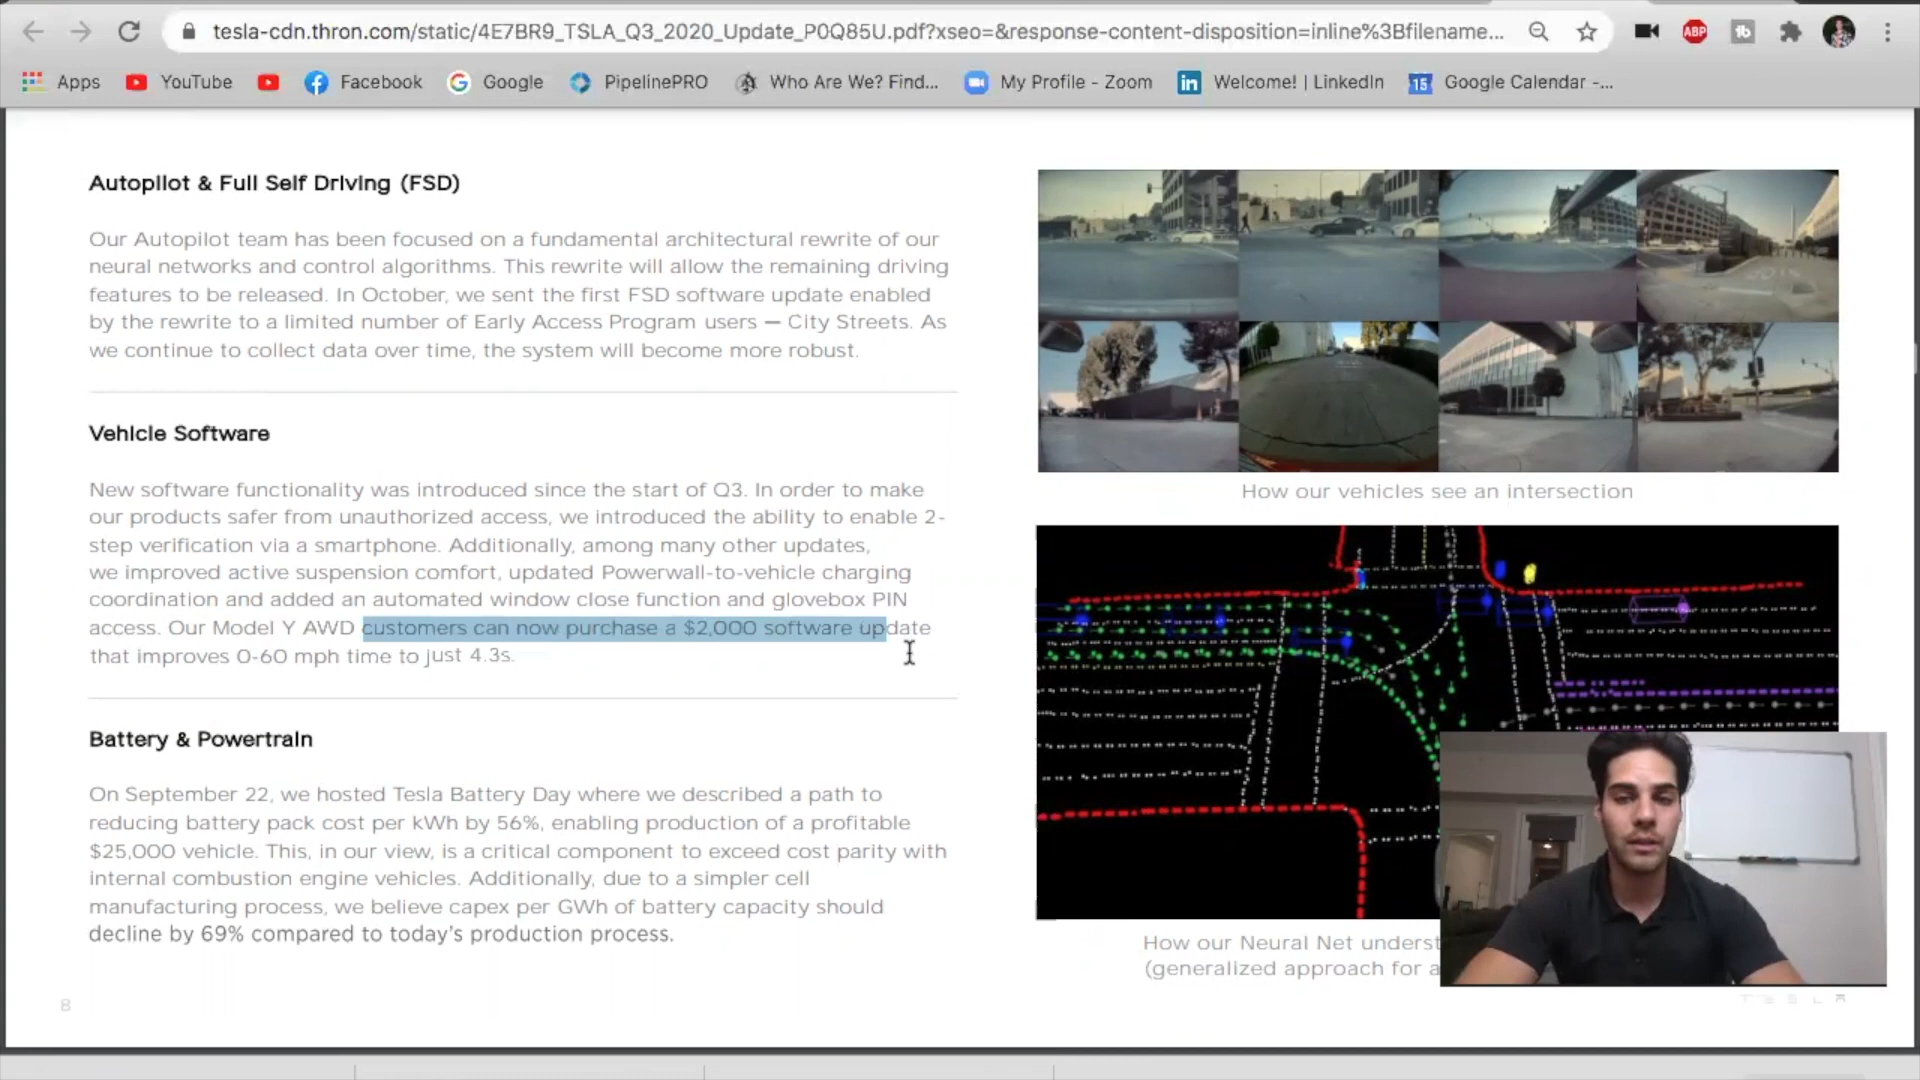 tesla-cdn.thron.com/static/4E7BR9_TSLA_Q3_2020_Update_P0Q85U.pdf?xseo=&response-content-disposition=inline%3Bfilename...
ABP
Apps
YouTube
Facebook
Google
PipelinePRO
Who Are We? Find...
My Profile - Zoom
in
Welcome! | LinkedIn
15
Google Calendar -...
Autopilot & Full Self Driving (FSD)
Our Autopilot team has been focused on a fundamental architectural rewrite of our
neural networks and control algorithms. This rewrite will allow the remaining driving
features to be released. In October, we sent the first FSD software update enabled
by the rewrite to a limited number of Early Access Program users — City Streets. As
we continue to collect data over time, the system will become more robust.
Vehicle Software
New software functionality was introduced since the start of Q3. In order to make
our products safer from unauthorized access, we introduced the ability to enable 2-
step verification via a smartphone. Additionally, among many other updates,
we improved active suspension comfort, updated Powerwall-to-vehicle charging
coordination and added an automated window close function and glovebox PIN
access. Our Model Y AWD customers can now purchase a $2,000 software update
that improves 0-60 mph time to just 4.3s.
Battery & Powertrain
On September 22, we hosted Tesla Battery Day where we described a path to
reducing battery pack cost per kWh by 56%, enabling production of a profitable
$25,000 vehicle. This, in our view, is a critical component to exceed cost parity with
internal combustion engine vehicles. Additionally, due to a simpler cell
manufacturing process, we believe capex per GWh of battery capacity should
decline by 69% compared to today's production process.
How our vehicles see an intersection
How our Neural Net underst
(generalized approach for a
8